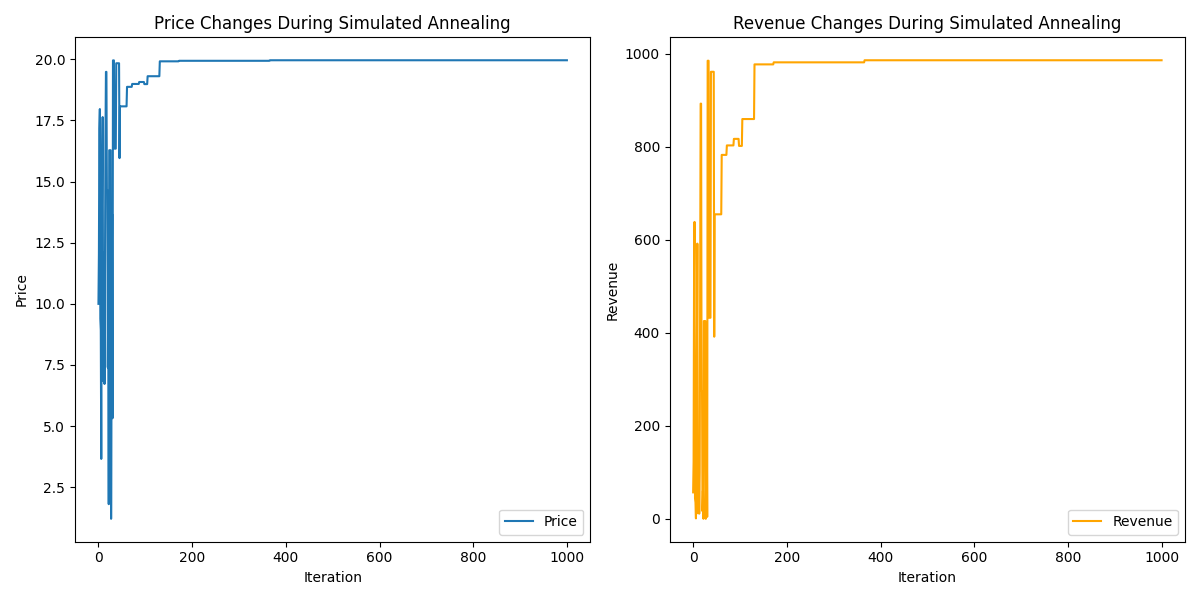 Price Changes During Simulated Annealing
20.0
17.5
15.0
12.5
10.0
7.5
5.0
2.5
Price
0 200 400 600 800 1000
Iteration
Price
Revenue Changes During Simulated Annealing
1000
800
600
400
200
0
Revenue
0 200 400 600 800 1000
Iteration
Revenue